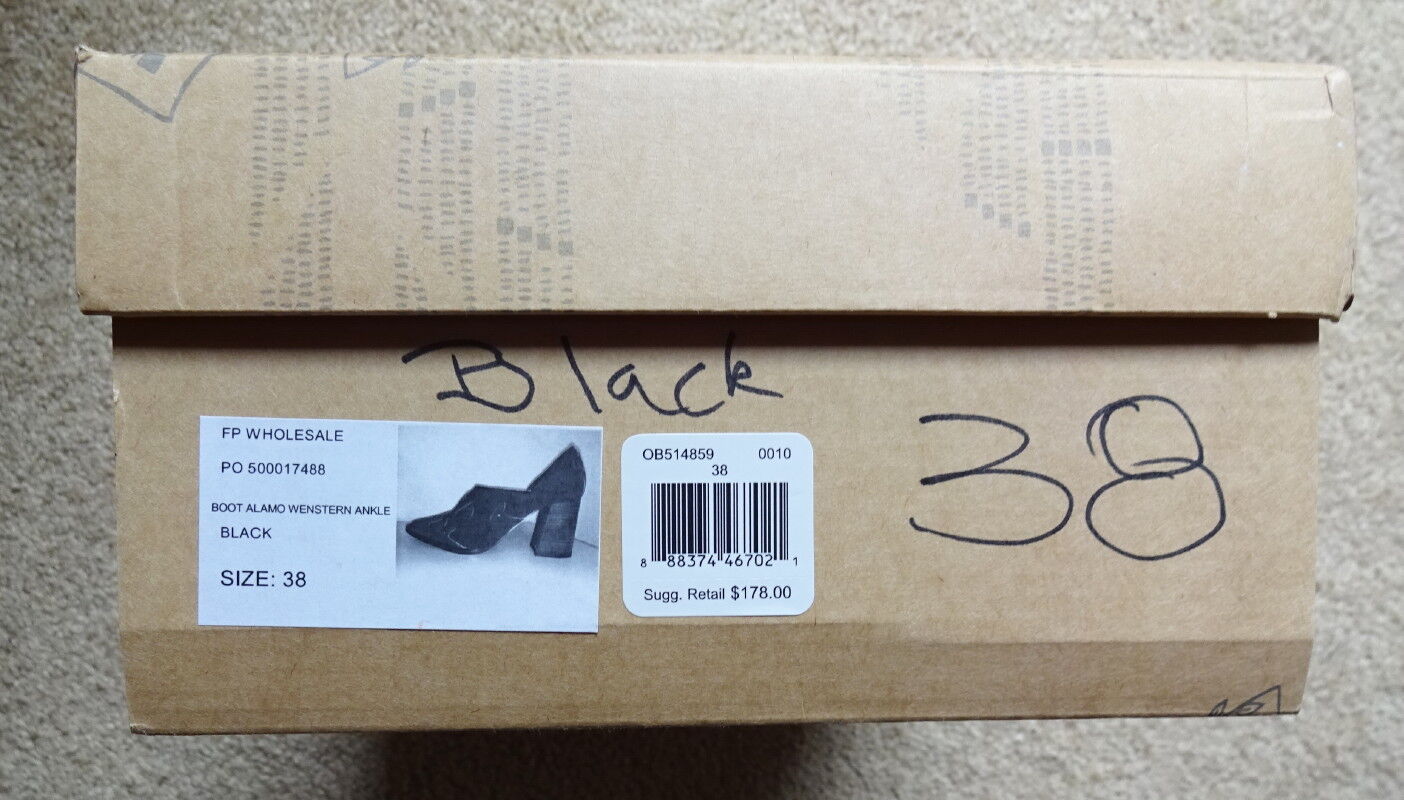 Black
38
FP WHOLESALE
PO 500017488
BOOT ALAMO WENSTERN ANKLE
BLACK
SIZE: 38
OB514859 0010
38
8 88374 46702 1
Sugg. Retail $178.00